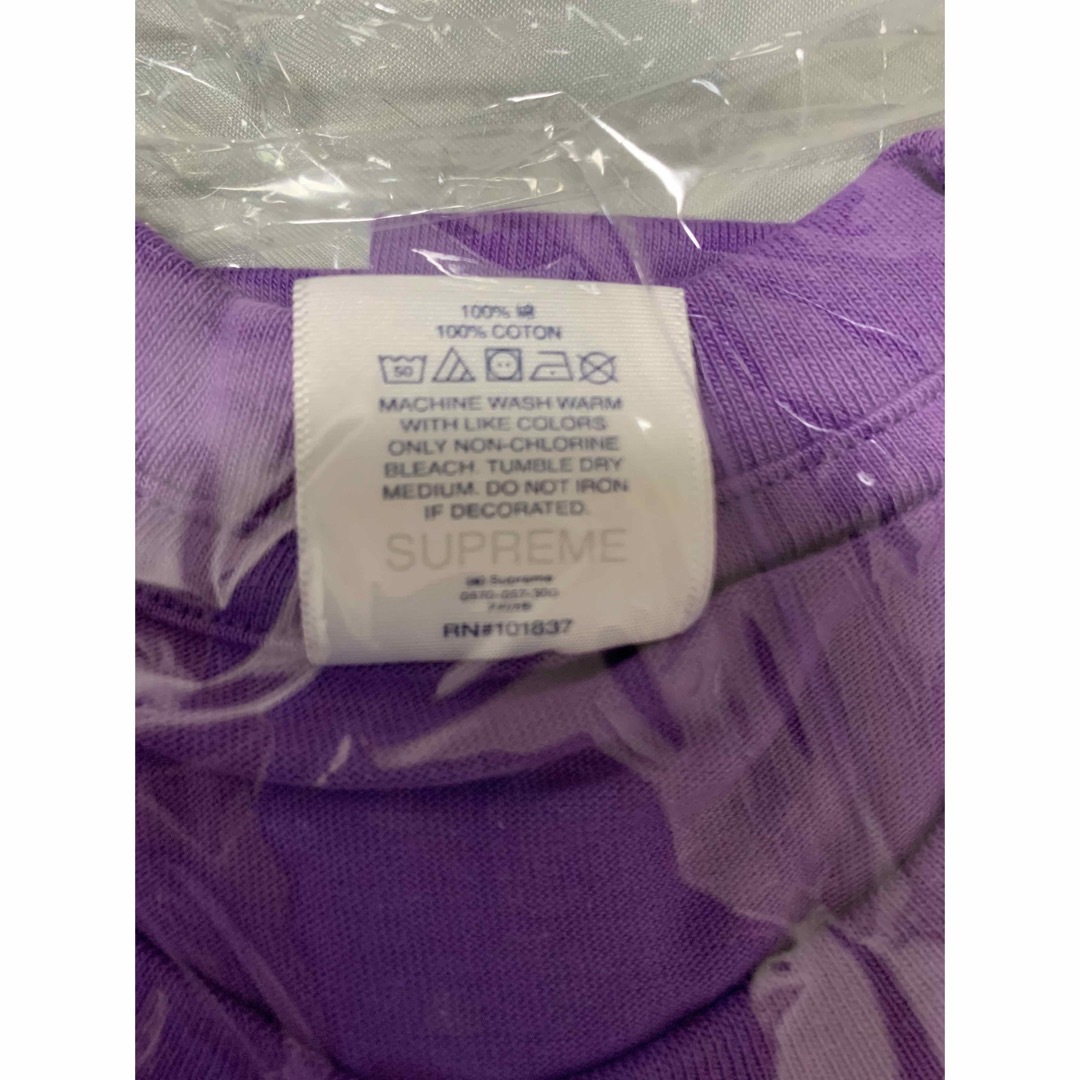 100% 綿
100% COTON
50
MACHINE WASH WARM
WITH LIKE COLORS
ONLY NON-CHLORINE
BLEACH. TUMBLE DRY
MEDIUM. DO NOT IRON
IF DECORATED.
SUPREME
Supreme
RN#101837